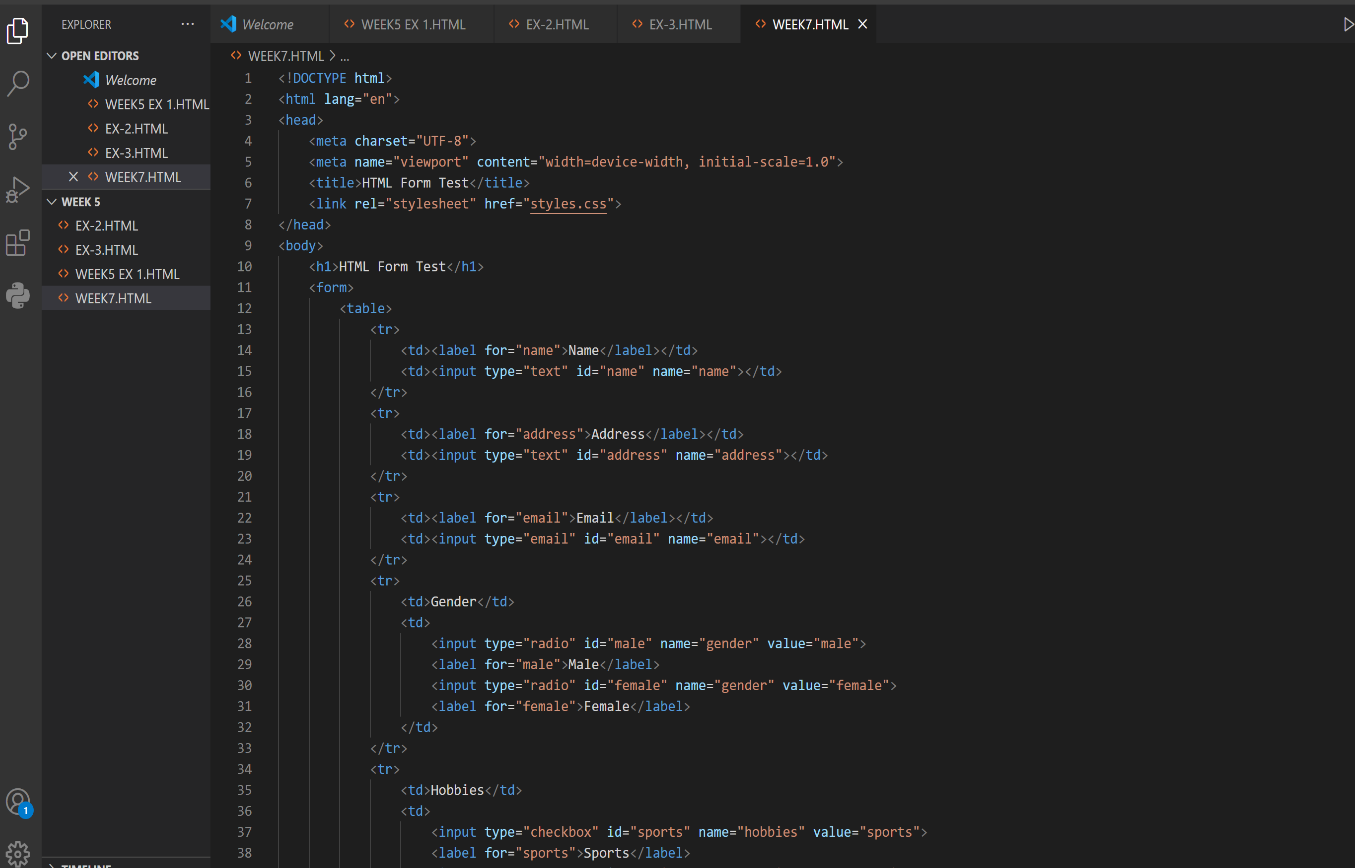 EXPLORER
OPEN EDITORS
Welcome
WEEK5 EX 1.HTML
EX-2.HTML
EX-3.HTML
WEEK7.HTML
WEEK 5
EX-2.HTML
EX-3.HTML
WEEK5 EX 1.HTML
WEEK7.HTML
TIMELINE
1
Welcome
WEEK5 EX 1.HTML
EX-2.HTML
EX-3.HTML
WEEK7.HTML
WEEK7.HTML > ...
1 <!DOCTYPE html>
2 <html lang="en">
3 <head>
4 <meta charset="UTF-8">
5 <meta name="viewport" content="width=device-width, initial-scale=1.0">
6 <title>HTML Form Test</title>
7 <link rel="stylesheet" href="styles.css">
8 </head>
9 <body>
10 <h1>HTML Form Test</h1>
11 <form>
12 <table>
13 <tr>
14 <td><label for="name">Name</label></td>
15 <td><input type="text" id="name" name="name"></td>
16 </tr>
17 <tr>
18 <td><label for="address">Address</label></td>
19 <td><input type="text" id="address" name="address"></td>
20 </tr>
21 <tr>
22 <td><label for="email">Email</label></td>
23 <td><input type="email" id="email" name="email"></td>
24 </tr>
25 <tr>
26 <td>Gender</td>
27 <td>
28 <input type="radio" id="male" name="gender" value="male">
29 <label for="male">Male</label>
30 <input type="radio" id="female" name="gender" value="female">
31 <label for="female">Female</label>
32 </td>
33 </tr>
34 <tr>
35 <td>Hobbies</td>
36 <td>
37 <input type="checkbox" id="sports" name="hobbies" value="sports">
38 <label for="sports">Sports</label>